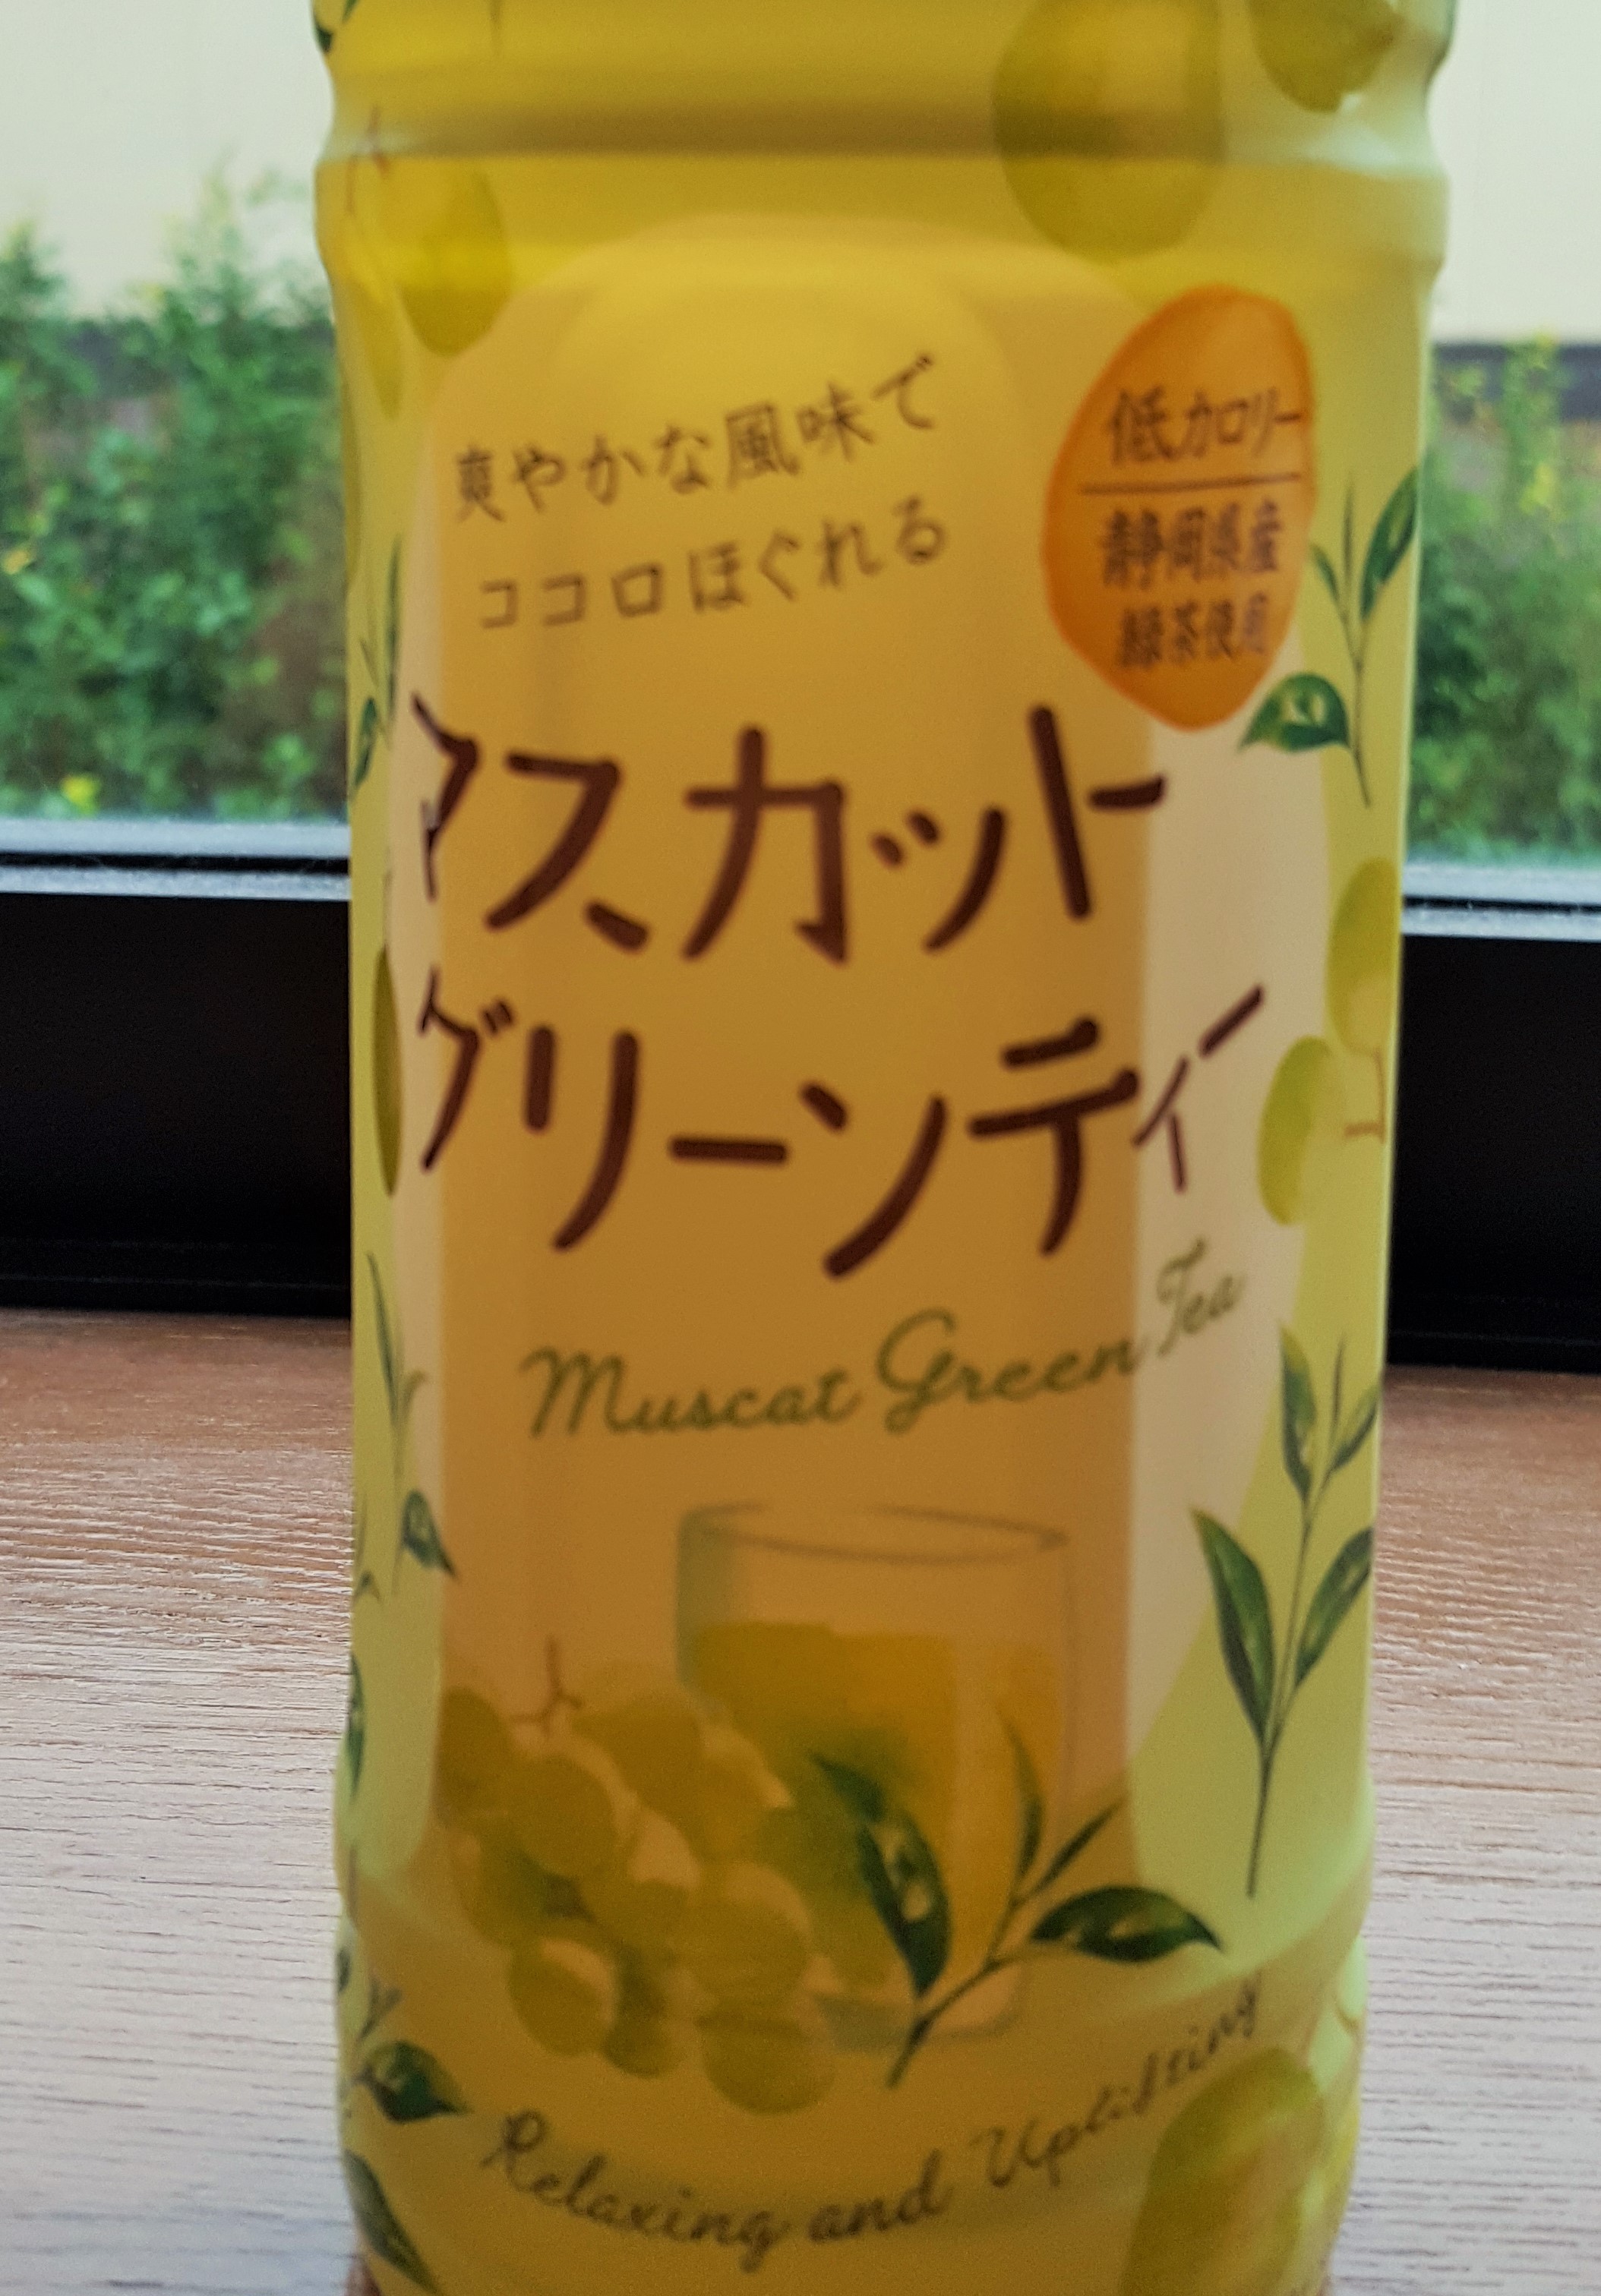 爽やかな風味で
ココロほぐれる
低カロリー
静岡県産
緑茶使用
マスカット
グリーンティー
Muscat Green Tea
Relaxing and Uplifting